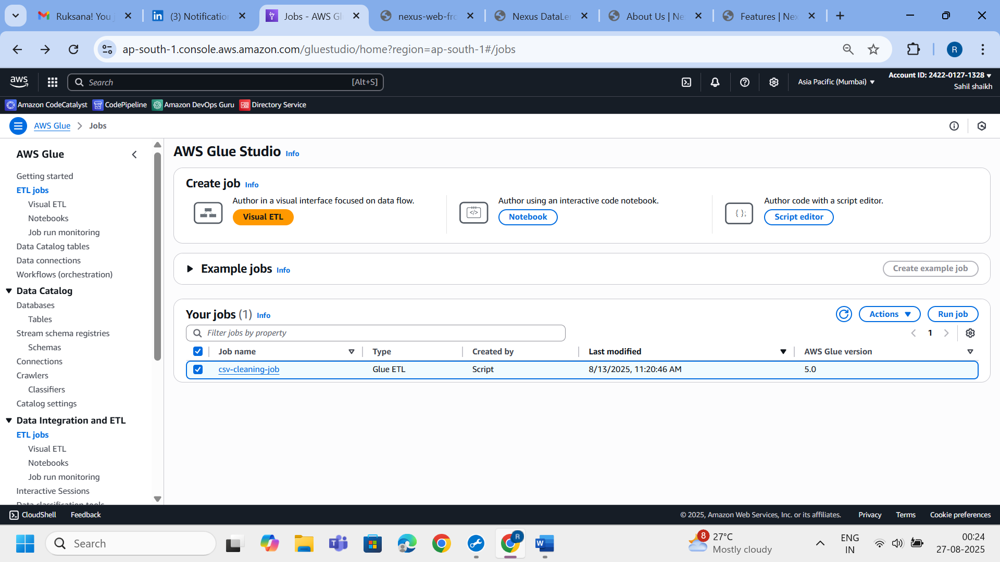 Ruksana! You j
(3) Notification
Jobs - AWS Gl
nexus-web-fro
Nexus DataLen
About Us | Ne
Features | Nex
ap-south-1.console.aws.amazon.com/gluestudio/home?region=ap-south-1#/jobs
R
aws
Search
[Alt+S]
Asia Pacific (Mumbai)
Account ID: 2422-0127-1328
Sahil shaikh
Amazon CodeCatalyst
CodePipeline
Amazon DevOps Guru
Directory Service
AWS Glue
Jobs
AWS Glue
Getting started
ETL jobs
Visual ETL
Notebooks
Job run monitoring
Data Catalog tables
Data connections
Workflows (orchestration)
Data Catalog
Databases
Tables
Stream schema registries
Schemas
Connections
Crawlers
Classifiers
Catalog settings
Data Integration and ETL
ETL jobs
Visual ETL
Notebooks
Job run monitoring
Interactive Sessions
Data classification tools
AWS Glue Studio Info
Create job Info
Author in a visual interface focused on data flow.
Visual ETL
Author using an interactive code notebook.
Notebook
Author code with a script editor.
Script editor
Example jobs Info
Create example job
Your jobs (1) Info
Actions
Run job
Filter jobs by property
1
Job name
Type
Created by
Last modified
AWS Glue version
csv-cleaning-job
Glue ETL
Script
8/13/2025, 11:20:46 AM
5.0
CloudShell
Feedback
© 2025, Amazon Web Services, Inc. or its affiliates.
Privacy
Terms
Cookie preferences
Search
R
8
27°C
Mostly cloudy
ENG
IN
00:24
27-08-2025